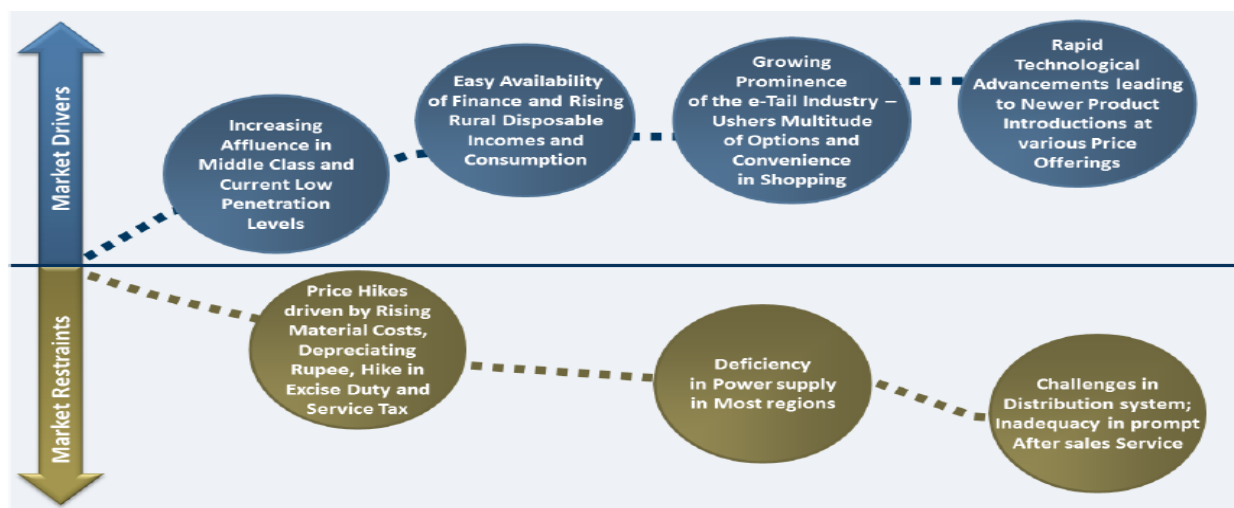 Market Drivers
Increasing
Affluence in
Middle Class and
Current Low
Penetration
Levels
Easy Availability
of Finance and Rising
Rural Disposable
Incomes and
Consumption
Growing
Prominence
of the e-Tail Industry –
Ushers Multitude
of Options and
Convenience
in Shopping
Rapid
Technological
Advancements leading
to Newer Product
Introductions at
various Price
Offerings
Market Restraints
Price Hikes
driven by Rising
Material Costs,
Depreciating
Rupee, Hike in
Excise Duty and
Service Tax
Deficiency
in Power supply
in Most regions
Challenges in
Distribution system;
Inadequacy in prompt
After sales Service